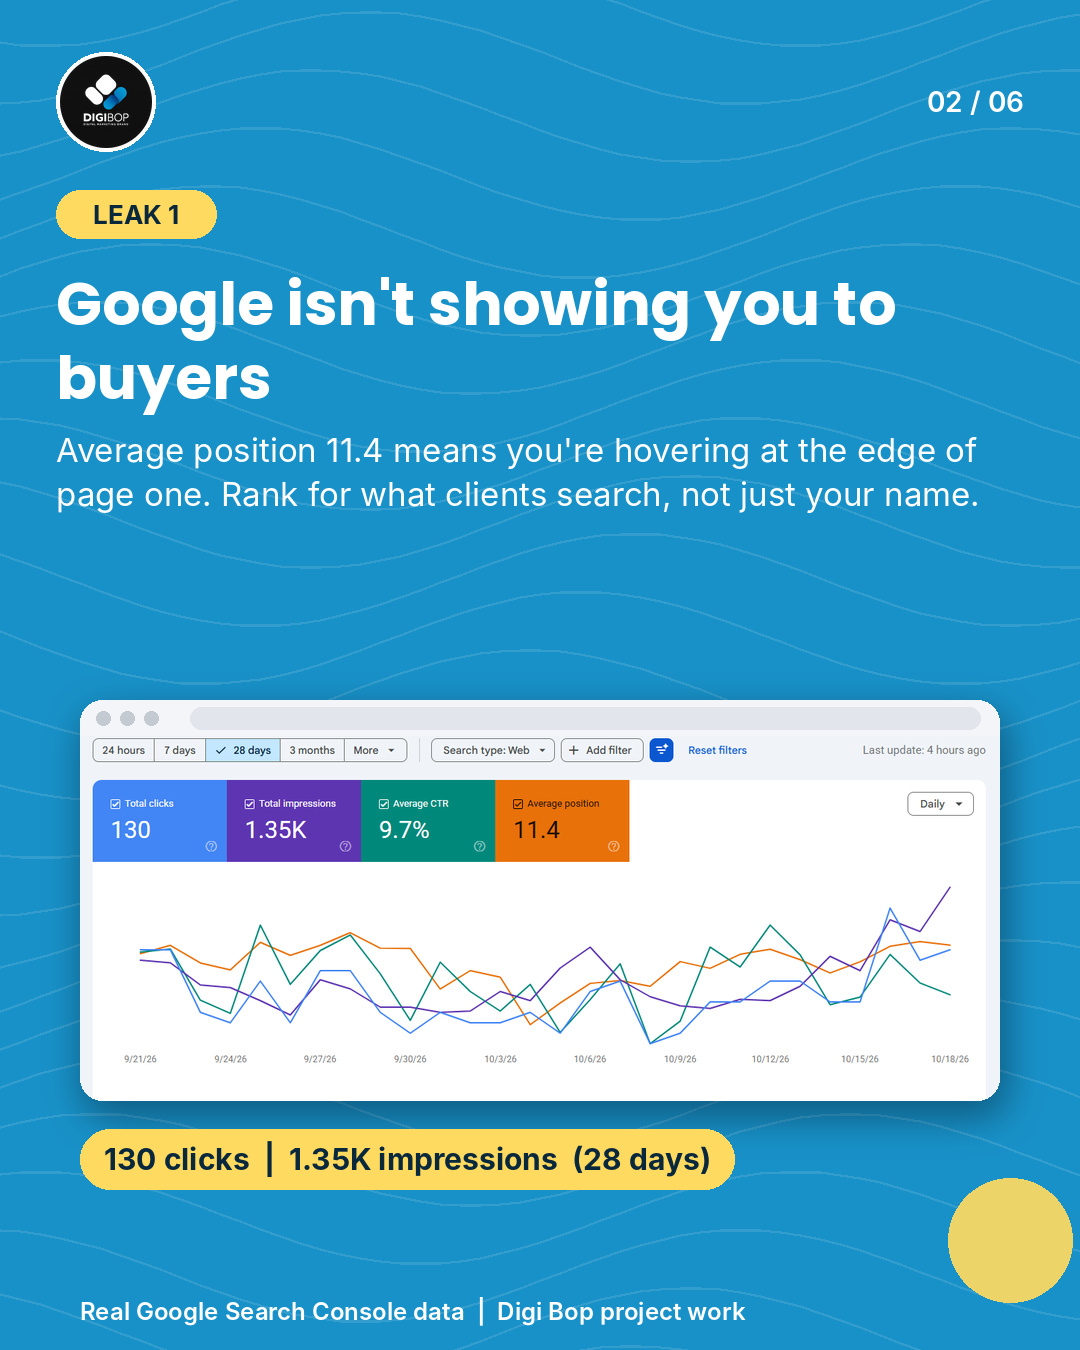 DIGIBOP
02 / 06
LEAK 1
Google isn't showing you to
buyers
Average position 11.4 means you're hovering at the edge of
page one. Rank for what clients search, not just your name.
24 hours 7 days 28 days 3 months More Search type: Web Add filter Reset filters Last update: 4 hours ago
Total clicks Total impressions Average CTR Average position Daily
130 1.35K 9.7% 11.4
9/21/26 9/24/26 9/27/26 9/30/26 10/3/26 10/6/26 10/9/26 10/12/26 10/15/26 10/18/26
130 clicks | 1.35K impressions (28 days)
Real Google Search Console data | Digi Bop project work